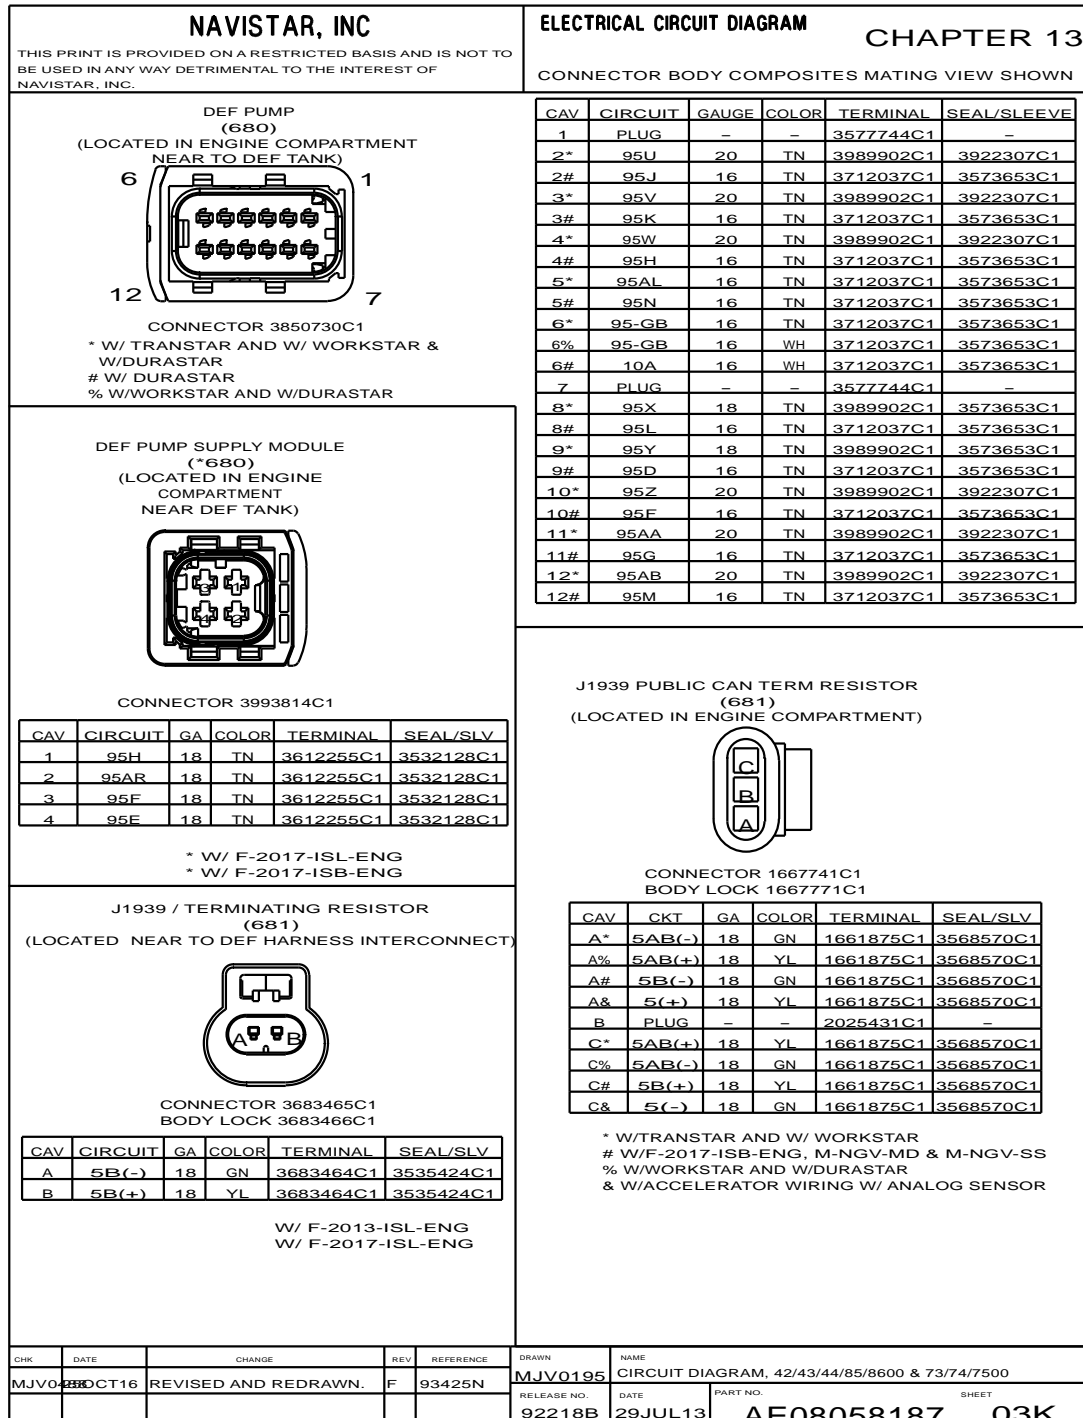 NAVISTAR, INC
THIS PRINT IS PROVIDED ON A RESTRICTED BASIS AND IS NOT TO
BE USED IN ANY WAY DETRIMENTAL TO THE INTEREST OF
NAVISTAR, INC.
ELECTRICAL CIRCUIT DIAGRAM
CHAPTER 13
CONNECTOR BODY COMPOSITES MATING VIEW SHOWN
DEF PUMP
(680)
(LOCATED IN ENGINE COMPARTMENT
NEAR TO DEF TANK)
6 1
12 7
CONNECTOR 3850730C1
* W/ TRANSTAR AND W/ WORKSTAR &
W/DURASTAR
# W/ DURASTAR
% W/WORKSTAR AND W/DURASTAR
CAV CIRCUIT GAUGE COLOR TERMINAL SEAL/SLEEVE
1 PLUG – – 3577744C1 –
2* 95U 20 TN 3989902C1 3922307C1
2# 95J 16 TN 3712037C1 3573653C1
3* 95V 20 TN 3989902C1 3922307C1
3# 95K 16 TN 3712037C1 3573653C1
4* 95W 20 TN 3989902C1 3922307C1
4# 95H 16 TN 3712037C1 3573653C1
5* 95AL 16 TN 3712037C1 3573653C1
5# 95N 16 TN 3712037C1 3573653C1
6* 95-GB 16 TN 3712037C1 3573653C1
6% 95-GB 16 WH 3712037C1 3573653C1
6# 10A 16 WH 3712037C1 3573653C1
7 PLUG – – 3577744C1 –
8* 95X 18 TN 3989902C1 3573653C1
8# 95L 16 TN 3712037C1 3573653C1
9* 95Y 18 TN 3989902C1 3573653C1
9# 95D 16 TN 3712037C1 3573653C1
10* 95Z 20 TN 3989902C1 3922307C1
10# 95F 16 TN 3712037C1 3573653C1
11* 95AA 20 TN 3989902C1 3922307C1
11# 95G 16 TN 3712037C1 3573653C1
12* 95AB 20 TN 3989902C1 3922307C1
12# 95M 16 TN 3712037C1 3573653C1
DEF PUMP SUPPLY MODULE
(*680)
(LOCATED IN ENGINE
COMPARTMENT
NEAR DEF TANK)
3 1
4 2
CONNECTOR 3993814C1
CAV CIRCUIT GA COLOR TERMINAL SEAL/SLV
1 95H 18 TN 3612255C1 3532128C1
2 95AR 18 TN 3612255C1 3532128C1
3 95F 18 TN 3612255C1 3532128C1
4 95E 18 TN 3612255C1 3532128C1
* W/ F-2017-ISL-ENG
* W/ F-2017-ISB-ENG
J1939 / TERMINATING RESISTOR
(681)
(LOCATED NEAR TO DEF HARNESS INTERCONNECT)
A B
CONNECTOR 3683465C1
BODY LOCK 3683466C1
CAV CIRCUIT GA COLOR TERMINAL SEAL/SLV
A 5B(-) 18 GN 3683464C1 3535424C1
B 5B(+) 18 YL 3683464C1 3535424C1
W/ F-2013-ISL-ENG
W/ F-2017-ISL-ENG
J1939 PUBLIC CAN TERM RESISTOR
(681)
(LOCATED IN ENGINE COMPARTMENT)
C
B
A
CONNECTOR 1667741C1
BODY LOCK 1667771C1
CAV CKT GA COLOR TERMINAL SEAL/SLV
A* 5AB(-) 18 GN 1661875C1 3568570C1
A% 5AB(+) 18 YL 1661875C1 3568570C1
A# 5B(-) 18 GN 1661875C1 3568570C1
A& 5(+) 18 YL 1661875C1 3568570C1
B PLUG – – 2025431C1 –
C* 5AB(+) 18 YL 1661875C1 3568570C1
C% 5AB(-) 18 GN 1661875C1 3568570C1
C# 5B(+) 18 YL 1661875C1 3568570C1
C& 5(-) 18 GN 1661875C1 3568570C1
* W/TRANSTAR AND W/ WORKSTAR
# W/F-2017-ISB-ENG, M-NGV-MD & M-NGV-SS
% W/WORKSTAR AND W/DURASTAR
& W/ACCELERATOR WIRING W/ ANALOG SENSOR
CHK DATE CHANGE REV REFERENCE
REVISED AND REDRAWN. F 93425N
DRAWN NAME
MJV0195 CIRCUIT DIAGRAM, 42/43/44/85/8600 & 73/74/7500
RELEASE NO. DATE PART NO. SHEET
92218B 29JUL13 AE08058187 03K